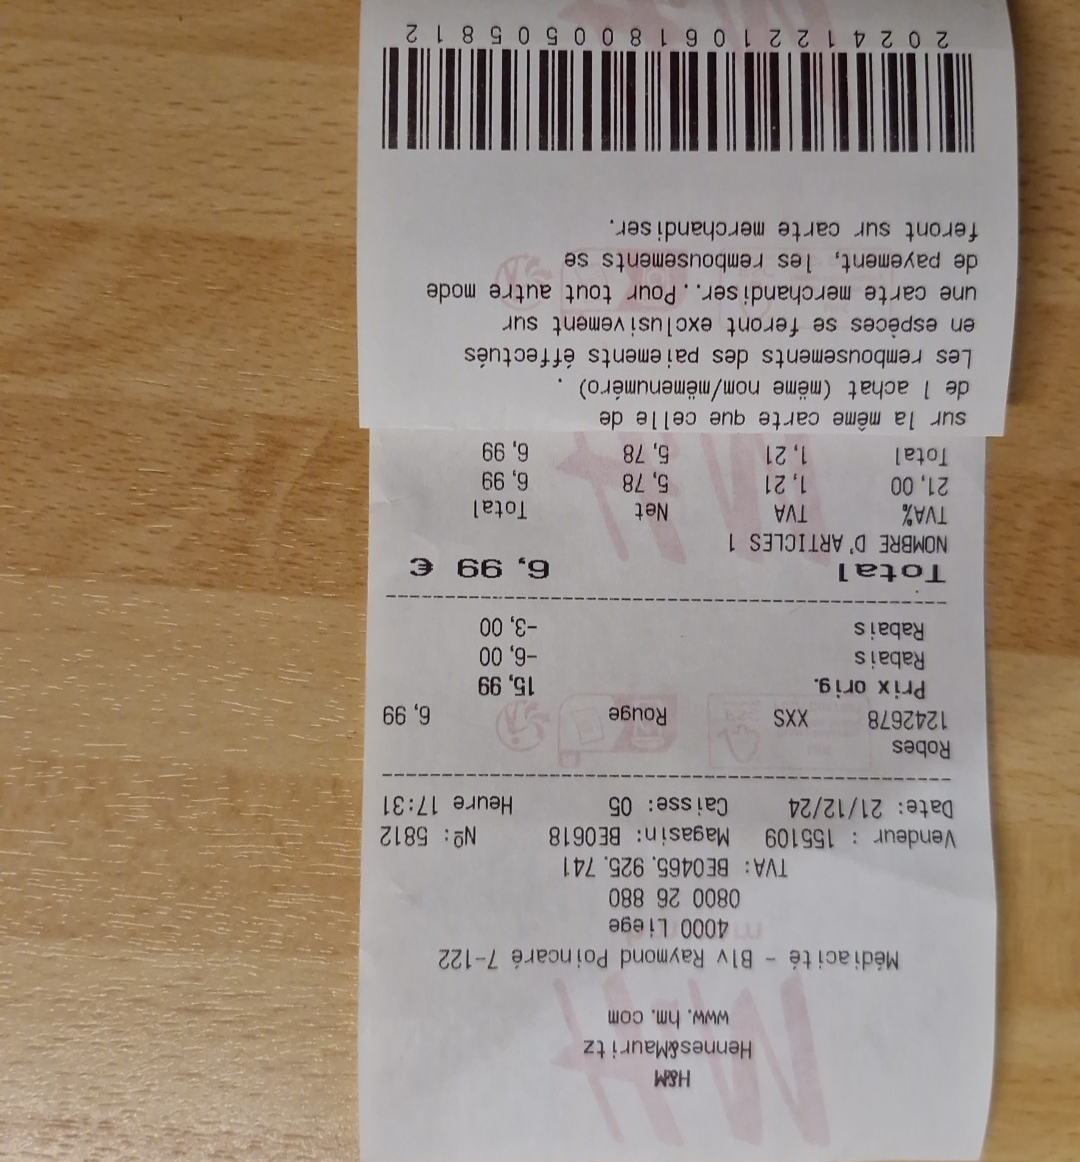 H&M
Hennes&Mauritz
www.hm.com
Médiacité - Blv Raymond Poincaré 7-122
4000 Liege
0800 26 880
TVA: BE0465.925.741
Vendeur : 155109 Magasin: BE0618 Nº: 5812
Date: 21/12/24 Caisse: 05 Heure 17:31
Robes
1242678 XXS Rouge 6,99
Prix orig. 15,99
Rabais -6,00
Rabais -3,00
Total 6,99 €
NOMBRE D'ARTICLES 1
TVA% TVA Net Total
21,00 1,21 5,78 6,99
Total 1,21 5,78 6,99
sur la même carte que celle de
de l achat (même nom/mêmenuméro) .
Les remboursements des paiements éffectués
en espèces se feront exclusivement sur
une carte merchandiser.. Pour tout autre mode
de payement, les remboursements se
feront sur carte merchandiser.
2024122106180050581 2